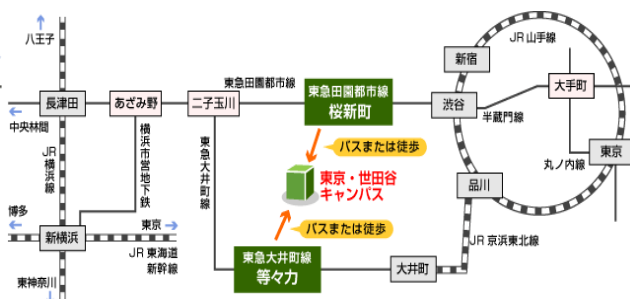 八王子
JR 山手線
新宿
東急田園都市線
東急田園都市線
桜新町
長津田
あざみ野
二子玉川
渋谷
大手町
半蔵門線
中央林間
バスまたは徒歩
東京
丸ノ内線
JR横浜線
横浜市営地下鉄
東急大井町線
東京・世田谷
キャンパス
品川
博多
東京
新横浜
バスまたは徒歩
JR 東海道
新幹線
JR 京浜東北線
東急大井町線
等々力
大井町
東神奈川